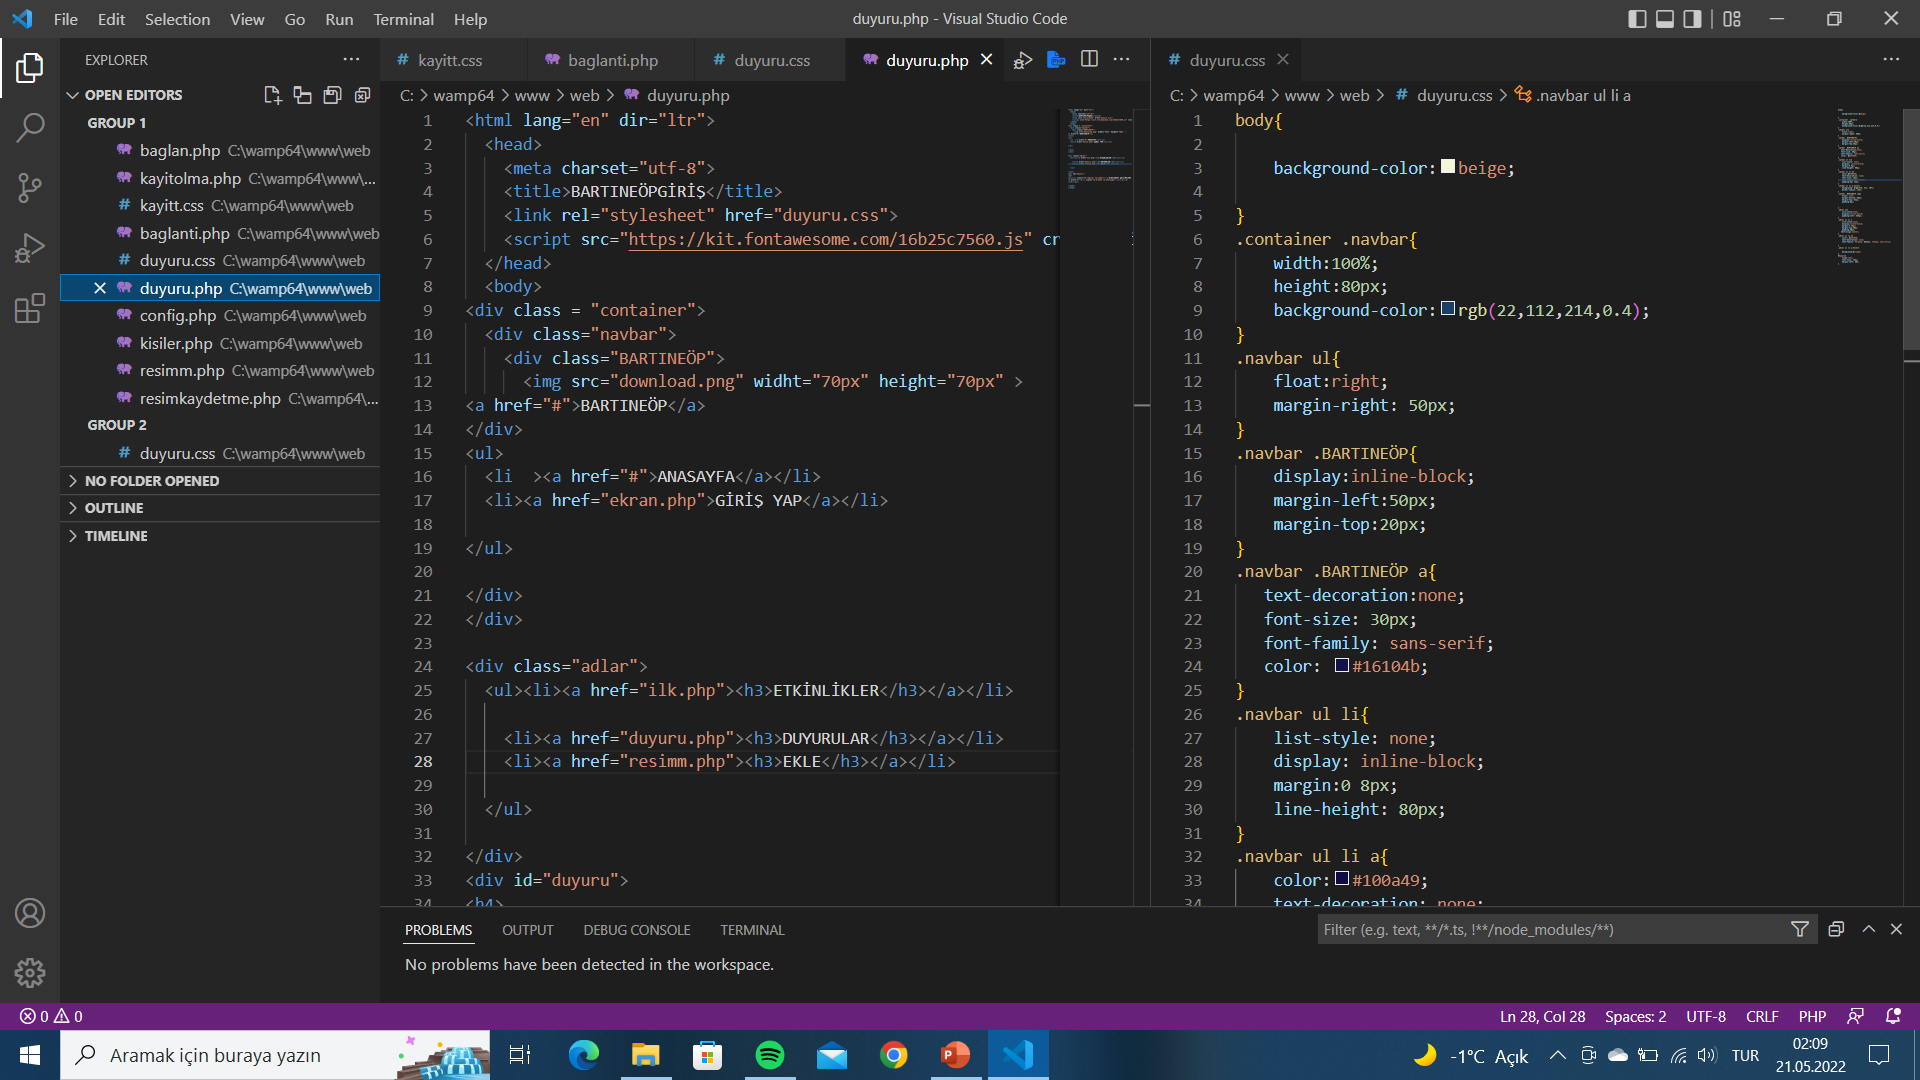 File Edit Selection View Go Run Terminal Help
duyuru.php - Visual Studio Code
EXPLORER
OPEN EDITORS
GROUP 1
baglan.php C:\wamp64\www\web
kayitolma.php C:\wamp64\www\...
kayitt.css C:\wamp64\www\web
baglanti.php C:\wamp64\www\web
duyuru.css C:\wamp64\www\web
duyuru.php C:\wamp64\www\web
config.php C:\wamp64\www\web
kisiler.php C:\wamp64\www\web
resimm.php C:\wamp64\www\web
resimkaydetme.php C:\wamp64\...
GROUP 2
duyuru.css C:\wamp64\www\web
NO FOLDER OPENED
OUTLINE
TIMELINE
kayitt.css baglanti.php duyuru.css duyuru.php
C: > wamp64 > www > web > duyuru.php
1 <html lang="en" dir="ltr">
2 <head>
3 <meta charset="utf-8">
4 <title>BARTINEÖPGİRİŞ</title>
5 <link rel="stylesheet" href="duyuru.css">
6 <script src="https://kit.fontawesome.com/16b25c7560.js" cr
7 </head>
8 <body>
9 <div class = "container">
10 <div class="navbar">
11 <div class="BARTINEÖP">
12 <img src="download.png" widht="70px" height="70px" >
13 <a href="#">BARTINEÖP</a>
14 </div>
15 <ul>
16 <li ><a href="#">ANASAYFA</a></li>
17 <li><a href="ekran.php">GİRİŞ YAP</a></li>
18
19 </ul>
20
21 </div>
22 </div>
23
24 <div class="adlar">
25 <ul><li><a href="ilk.php"><h3>ETKİNLİKLER</h3></a></li>
26
27 <li><a href="duyuru.php"><h3>DUYURULAR</h3></a></li>
28 <li><a href="resimm.php"><h3>EKLE</h3></a></li>
29
30 </ul>
31
32 </div>
33 <div id="duyuru">
34 <h4>
duyuru.css
C: > wamp64 > www > web > duyuru.css > .navbar ul li a
1 body{
2
3 background-color: beige;
4
5 }
6 .container .navbar{
7 width:100%;
8 height:80px;
9 background-color: rgb(22,112,214,0.4);
10 }
11 .navbar ul{
12 float:right;
13 margin-right: 50px;
14 }
15 .navbar .BARTINEÖP{
16 display:inline-block;
17 margin-left:50px;
18 margin-top:20px;
19 }
20 .navbar .BARTINEÖP a{
21 text-decoration:none;
22 font-size: 30px;
23 font-family: sans-serif;
24 color: #16104b;
25 }
26 .navbar ul li{
27 list-style: none;
28 display: inline-block;
29 margin:0 8px;
30 line-height: 80px;
31 }
32 .navbar ul li a{
33 color: #100a49;
34 text-decoration: none;
PROBLEMS OUTPUT DEBUG CONSOLE TERMINAL
Filter (e.g. text, **/*.ts, !**/node_modules/**)
No problems have been detected in the workspace.
0 0
Ln 28, Col 28 Spaces: 2 UTF-8 CRLF PHP
Aramak için buraya yazın
-1°C Açık
TUR
02:09
21.05.2022